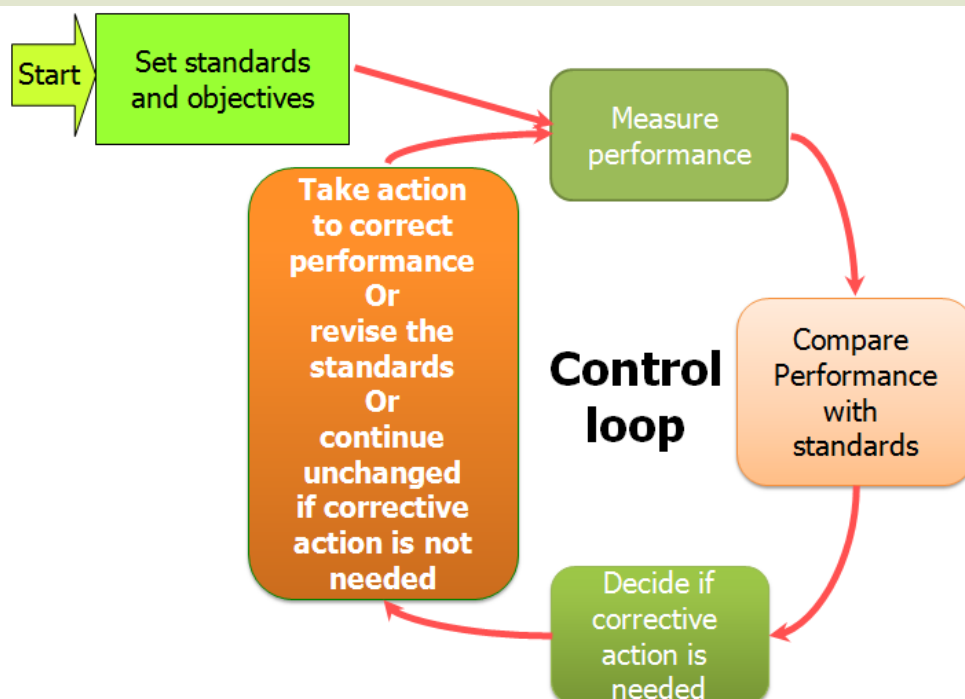 Start
Set standards
and objectives
Measure
performance
Compare
Performance
with
standards
Decide if
corrective
action is
needed
Take action
to correct
performance
Or
revise the
standards
Or
continue
unchanged
if corrective
action is not
needed
Control
loop